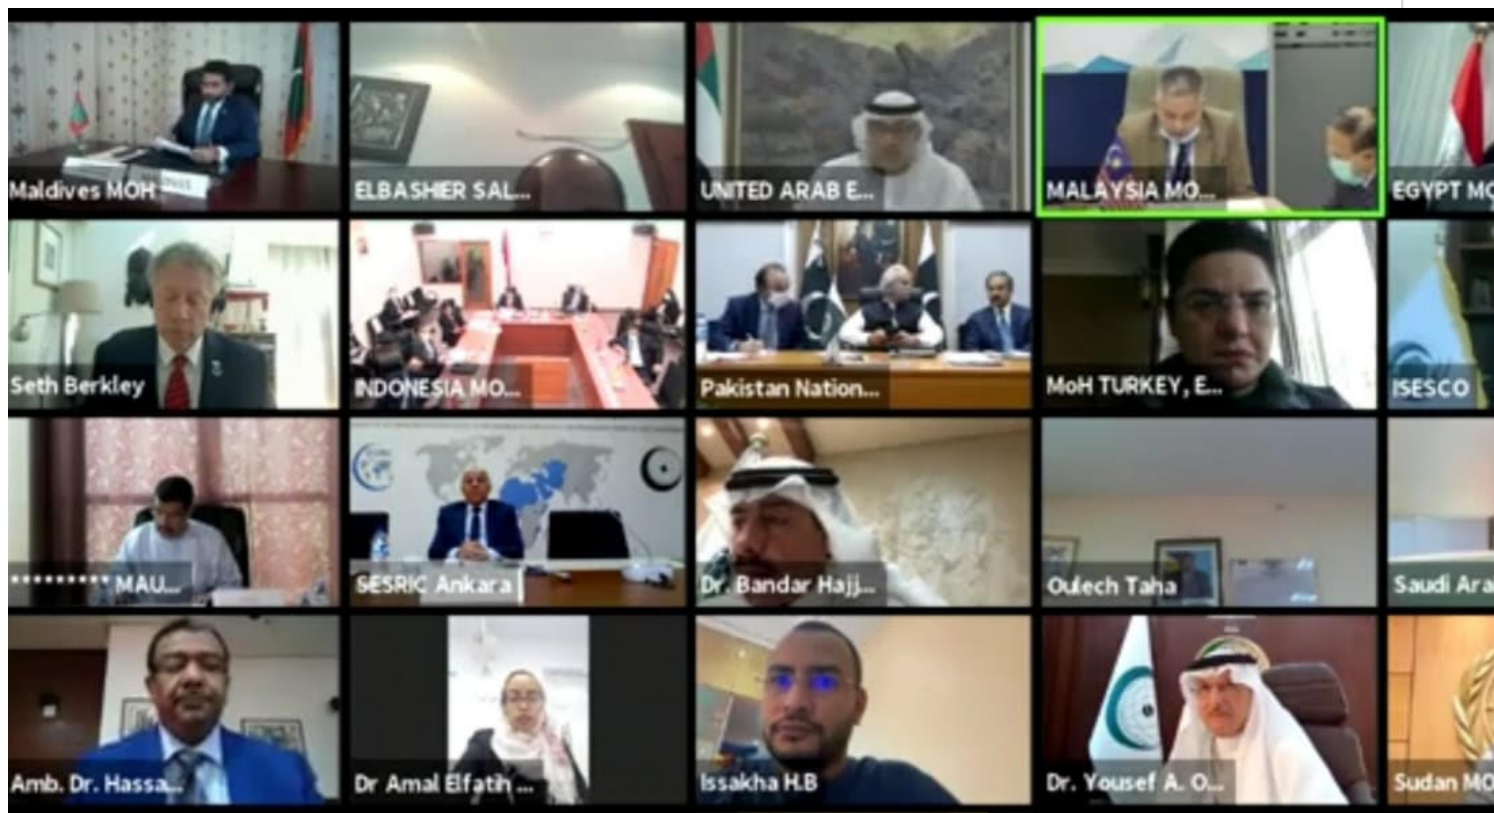 Maldives MOH
ELBASHIER SAL...
UNITED ARAB E...
MALAYSIA MO...
EGYPT MO
Seth Berkley
INDONESIA MO...
Pakistan Nation...
MoH TURKEY, E...
ISESCO
********** MAU...
SESRIC Ankara
Dr. Bandar Hajj...
Oulech Taha
Saudi Ara
Amb. Dr. Hassa...
Dr Amal Elfatih ...
Issakha H.B
Dr. Yousef A. O...
Sudan MO